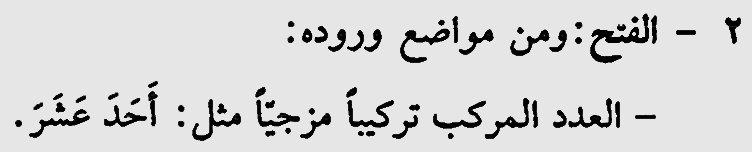 ٢ - الفتح: ومن مواضع وروده:
- العدد المركب تركيباً مزجيّاً مثل: أَحَدَ عَشَرَ.